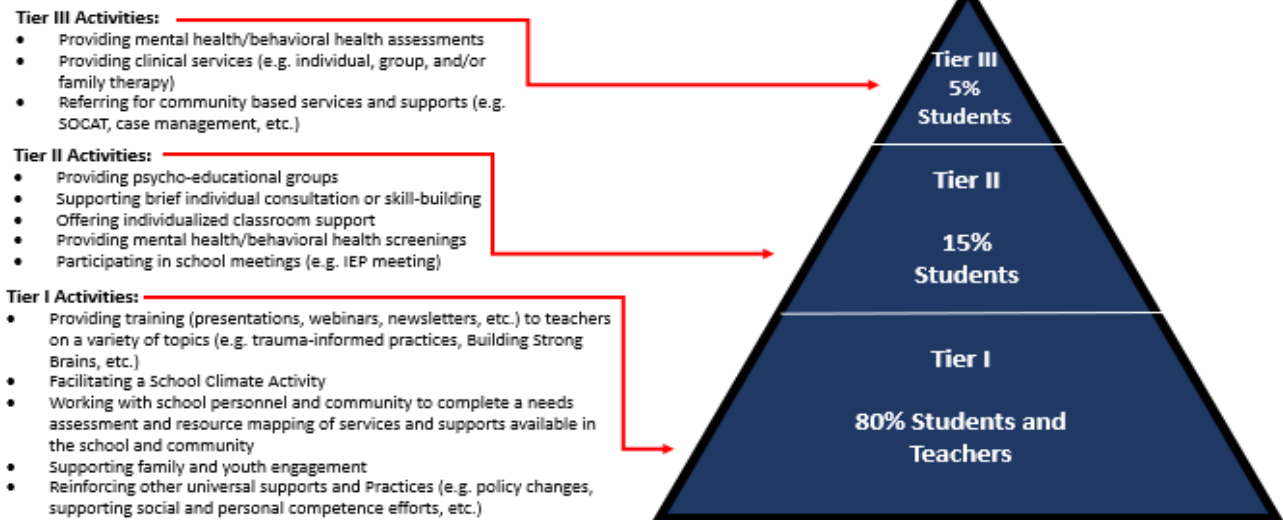 Tier III Activities:
• Providing mental health/behavioral health assessments
• Providing clinical services (e.g. individual, group, and/or
family therapy)
• Referring for community based services and supports (e.g.
SOCAT, case management, etc.)
Tier II Activities:
• Providing psycho-educational groups
• Supporting brief individual consultation or skill-building
• Offering individualized classroom support
• Providing mental health/behavioral health screenings
• Participating in school meetings (e.g. IEP meeting)
Tier I Activities:
• Providing training (presentations, webinars, newsletters, etc.) to teachers
on a variety of topics (e.g. trauma-informed practices, Building Strong
Brains, etc.)
• Facilitating a School Climate Activity
• Working with school personnel and community to complete a needs
assessment and resource mapping of services and supports available in
the school and community
• Supporting family and youth engagement
• Reinforcing other universal supports and Practices (e.g. policy changes,
supporting social and personal competence efforts, etc.)
Tier III
5%
Students
Tier II
15%
Students
Tier I
80% Students and
Teachers